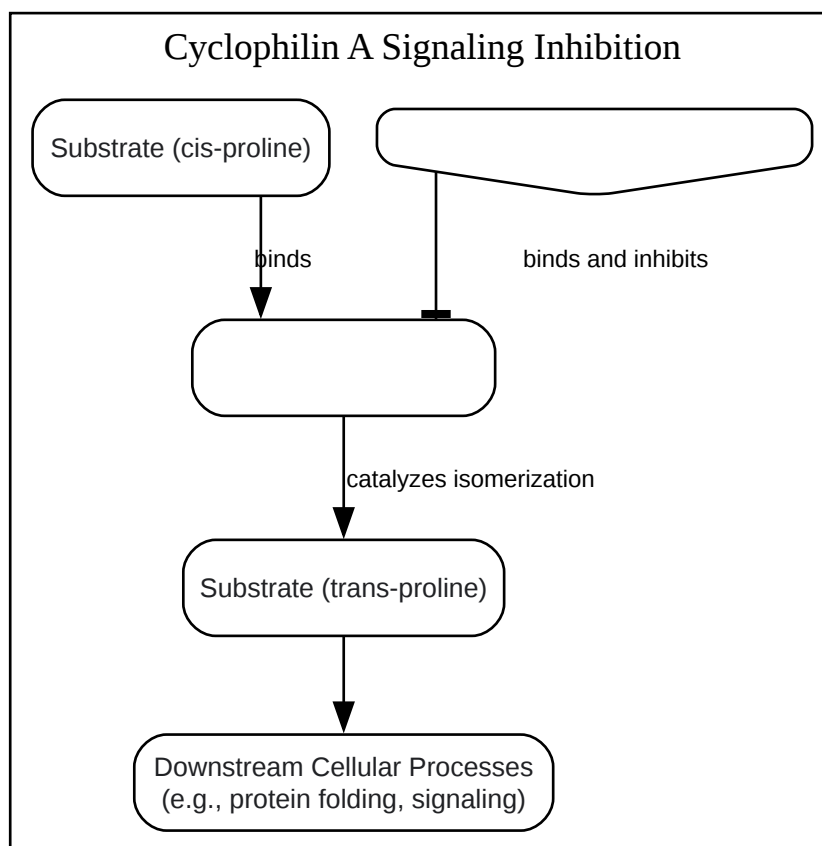 Cyclophilin A Signaling Inhibition
Substrate (cis-proline)
binds
binds and inhibits
catalyzes isomerization
Substrate (trans-proline)
Downstream Cellular Processes
(e.g., protein folding, signaling)